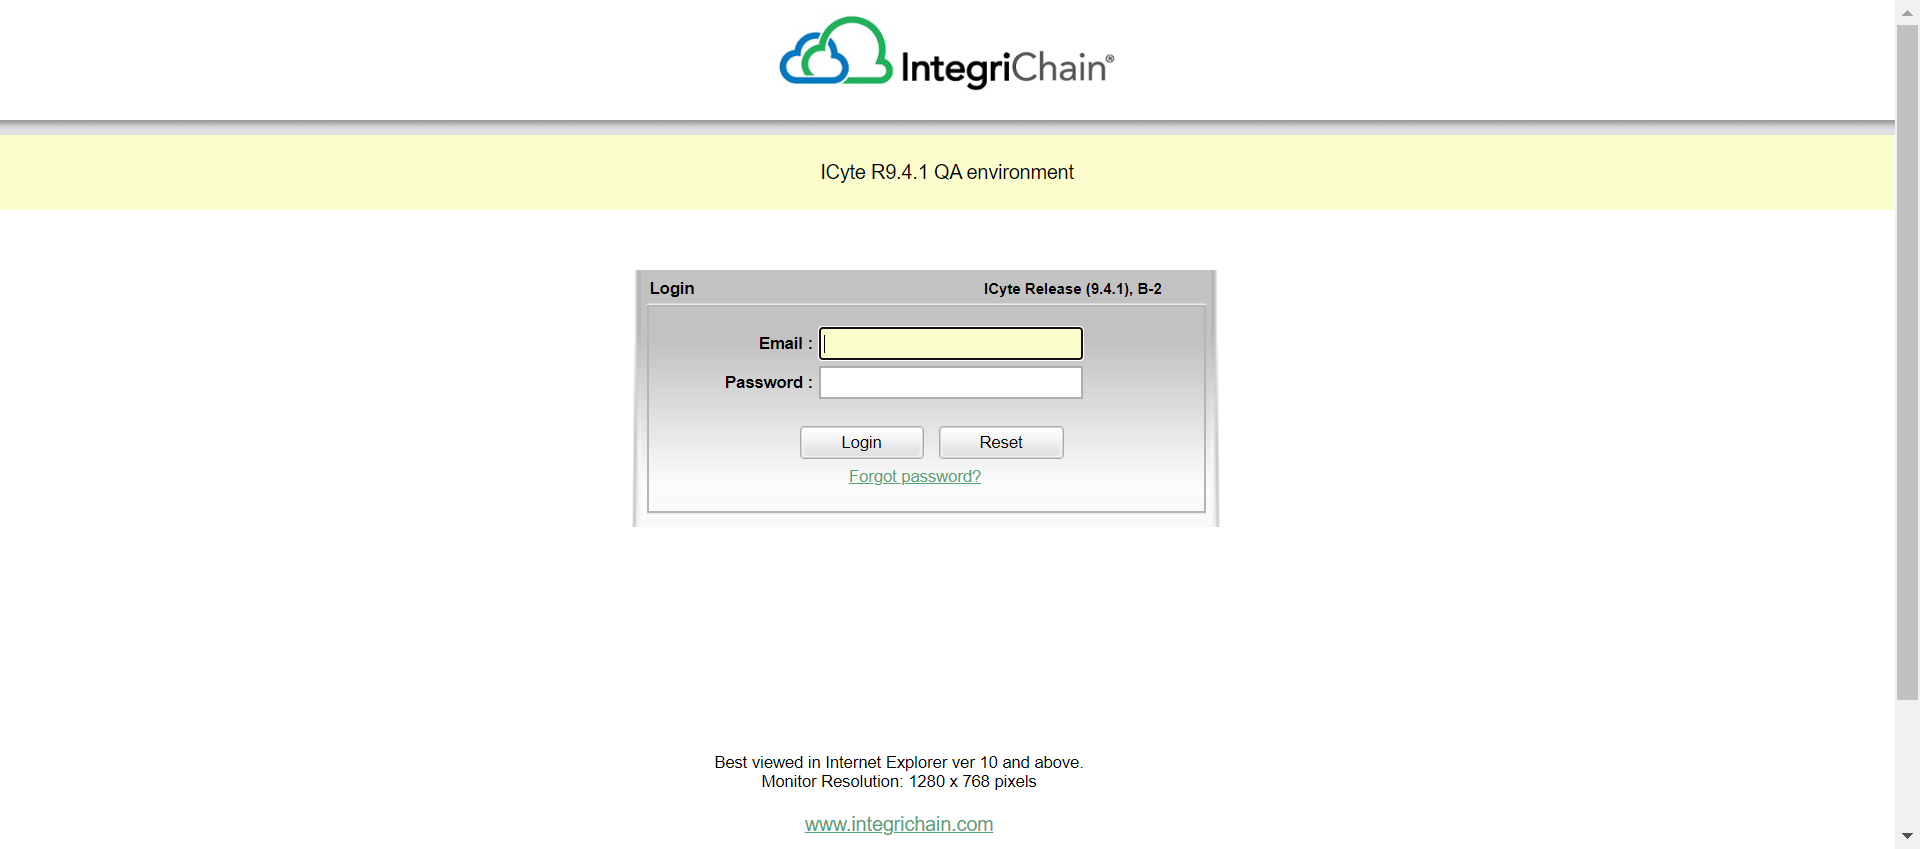 IntegriChain®
ICyte R9.4.1 QA environment
Login ICyte Release (9.4.1), B-2
Email :
Password :
Login Reset
Forgot password?
Best viewed in Internet Explorer ver 10 and above.
Monitor Resolution: 1280 x 768 pixels
www.integrichain.com